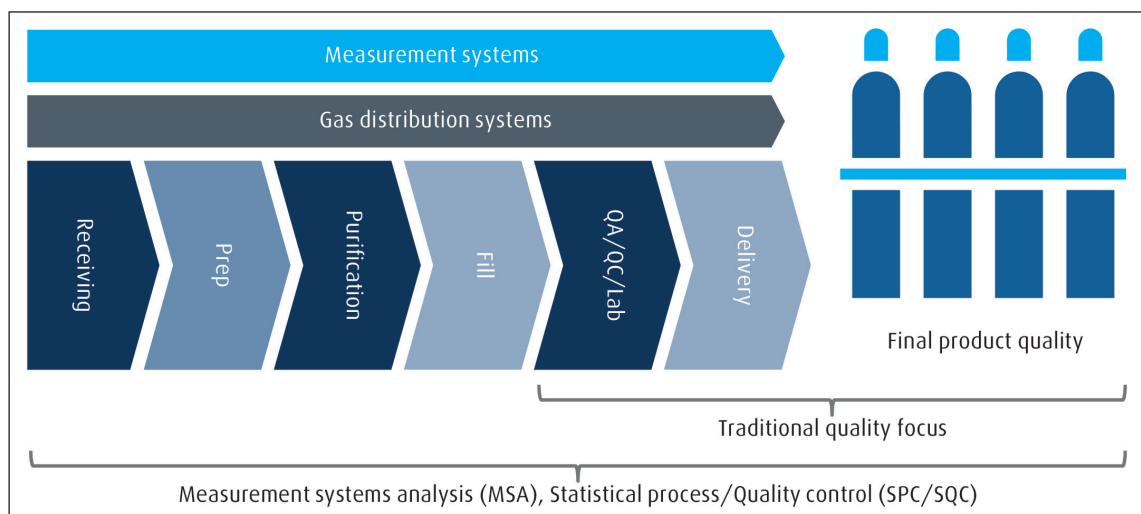 Measurement systems
Gas distribution systems
Receiving
Prep
Purification
Fill
QA/QC/Lab
Delivery
Final product quality
Traditional quality focus
Measurement systems analysis (MSA), Statistical process/Quality control (SPC/SQC)